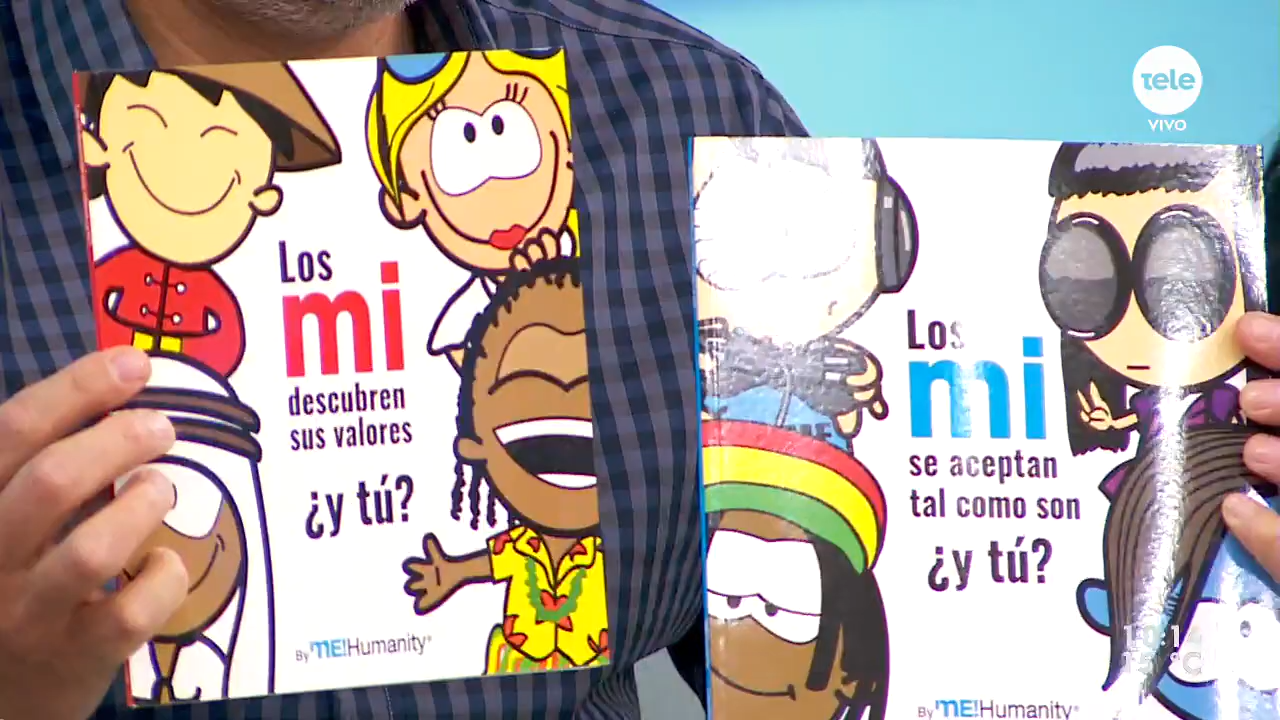 tele
VIVO
Los
mi
descubren
sus valores
¿y tú?
By ME!Humanity®
Los
mi
se aceptan
tal como son
¿y tú?
By ME!Humanity®